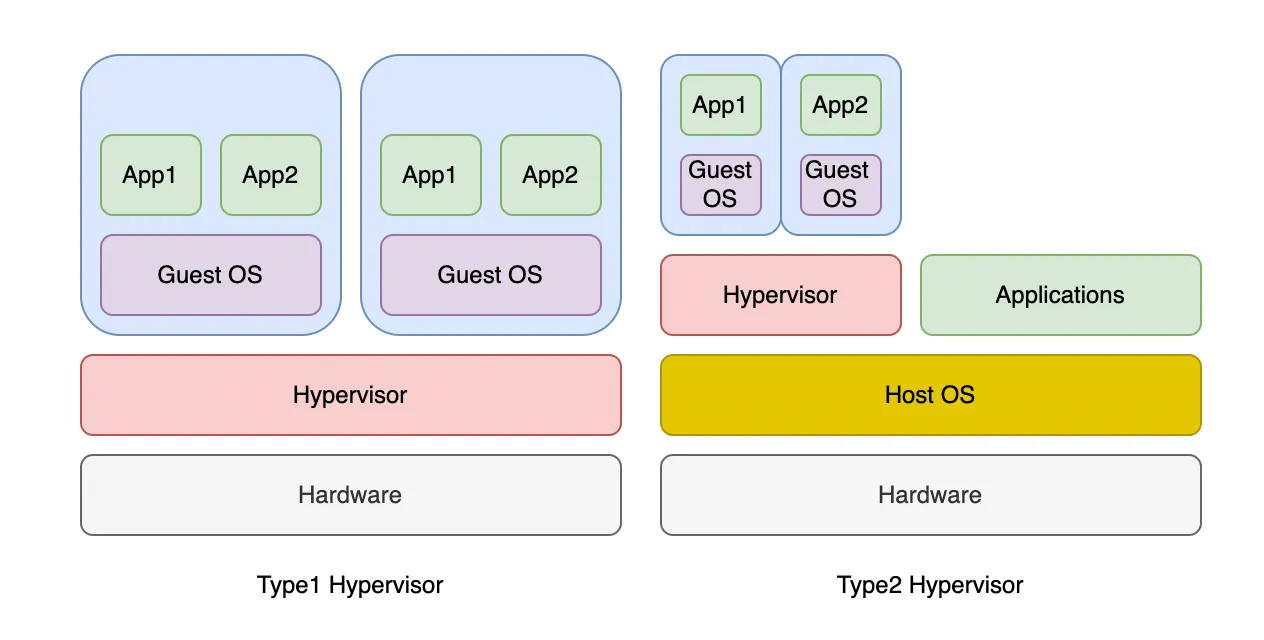 App1
App2
Guest OS
App1
App2
Guest OS
Hypervisor
Hardware
Type1 Hypervisor
App1
Guest
OS
App2
Guest
OS
Hypervisor
Applications
Host OS
Hardware
Type2 Hypervisor